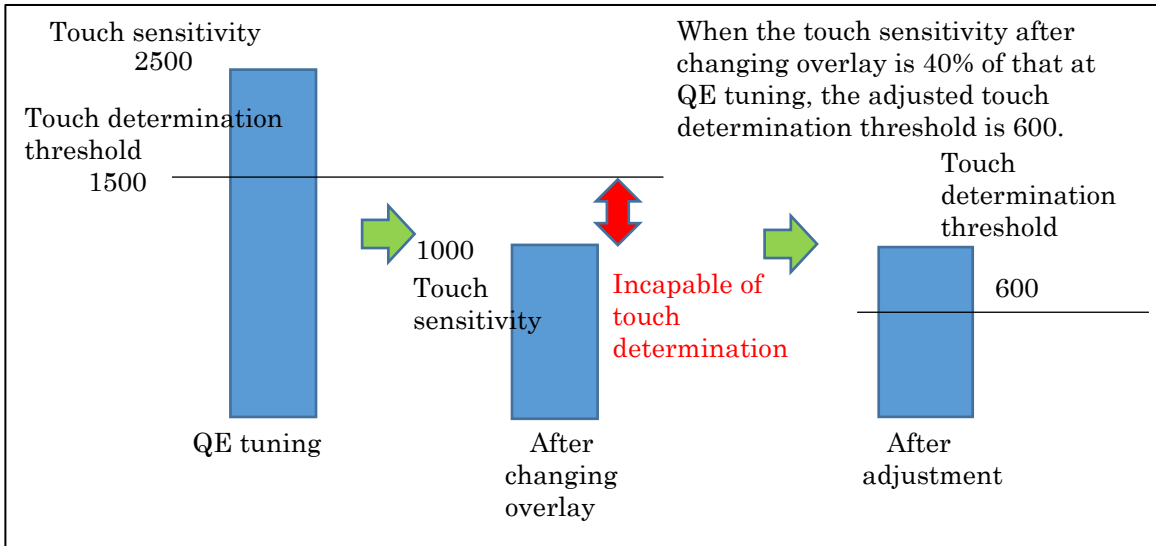 Touch sensitivity
2500
Touch determination
threshold
1500
QE tuning
1000
Touch
sensitivity
Incapable of
touch
determination
After
changing
overlay
When the touch sensitivity after
changing overlay is 40% of that at
QE tuning, the adjusted touch
determination threshold is 600.
Touch
determination
threshold
600
After
adjustment